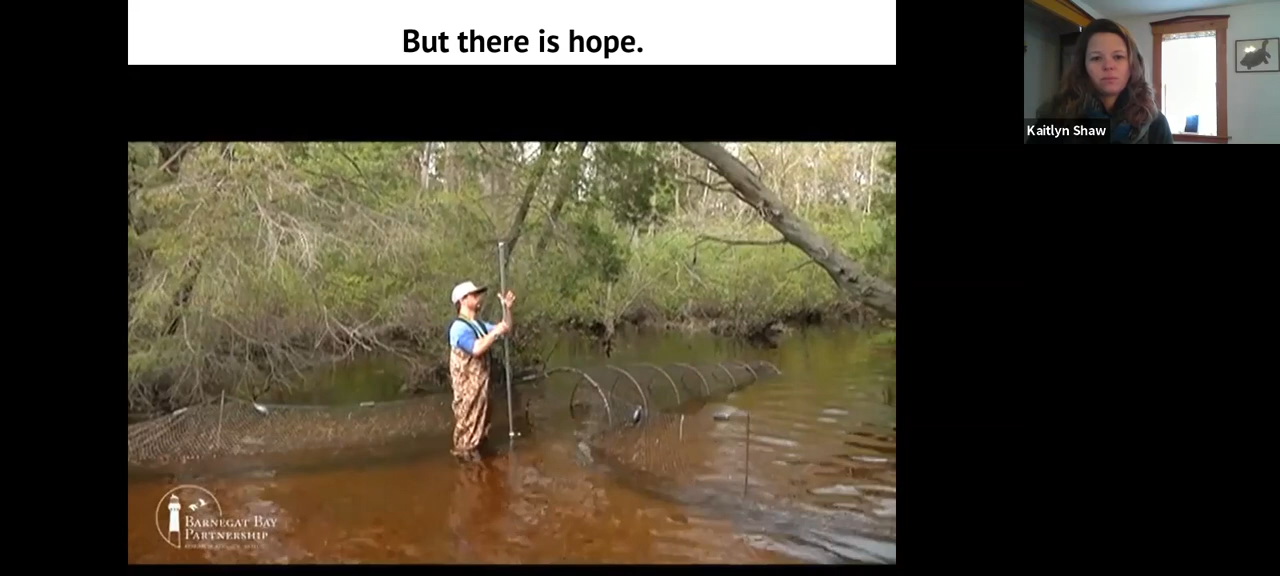 But there is hope.
Kaitlyn Shaw
BARNEGAT BAY
PARTNERSHIP